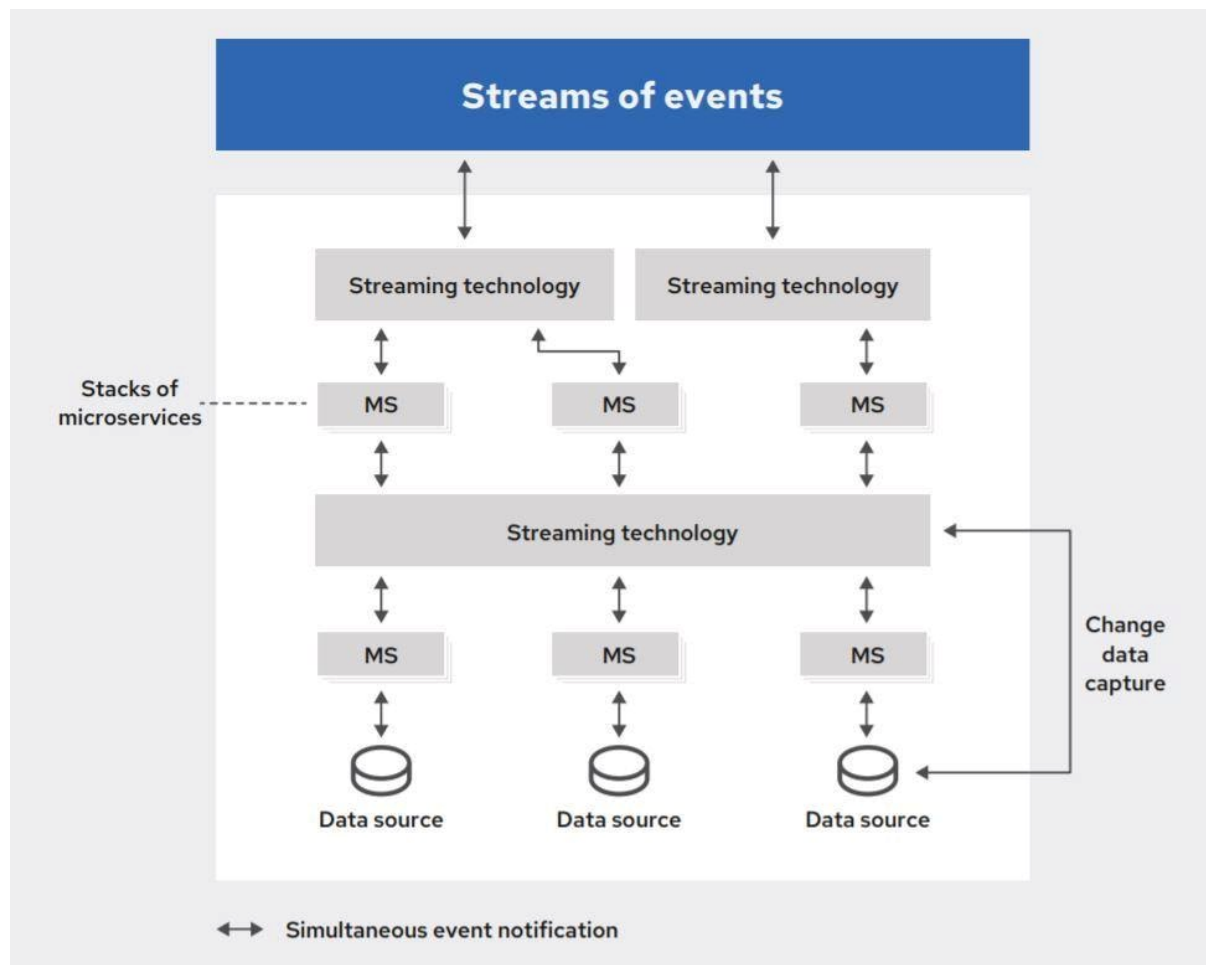 Streams of events
Streaming technology
Streaming technology
Stacks of
microservices
MS
MS
MS
Streaming technology
MS
MS
MS
Change
data
capture
Data source
Data source
Data source
Simultaneous event notification